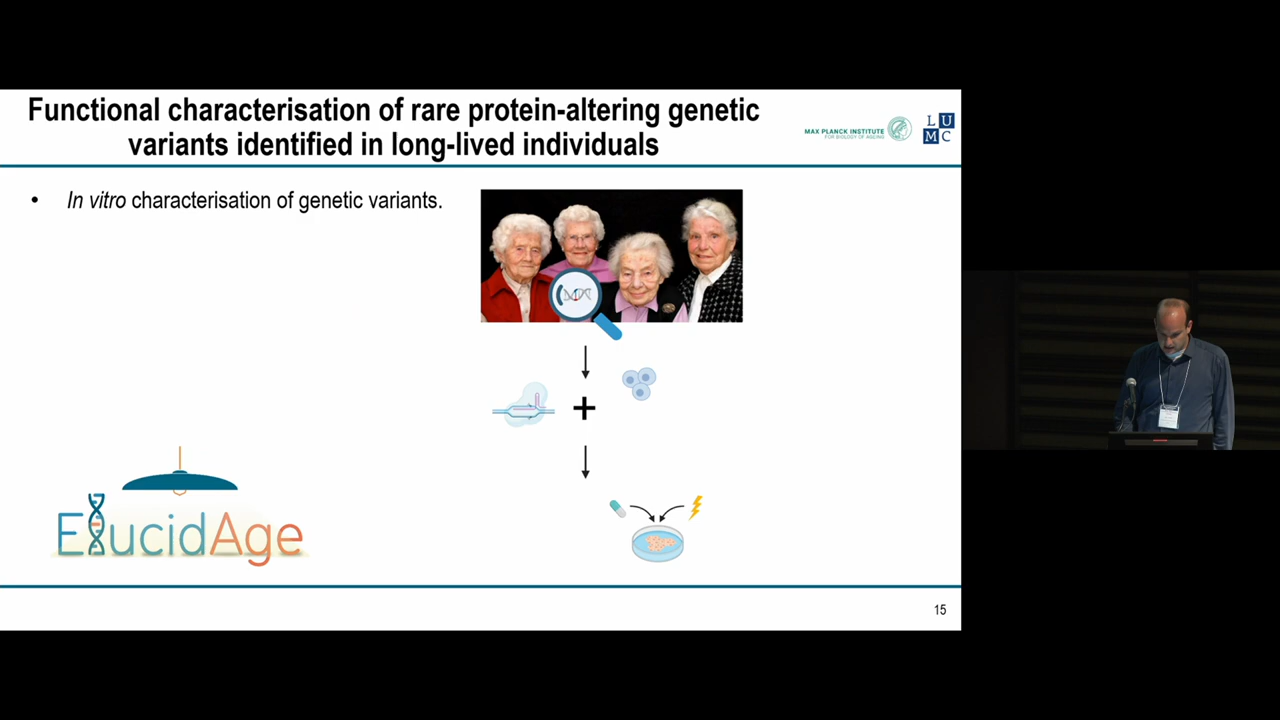 Functional characterisation of rare protein-altering genetic
variants identified in long-lived individuals
MAX PLANCK INSTITUTE
FOR BIOLOGY OF AGEING
L U
M C
• In vitro characterisation of genetic variants.
+
ElucidAge
15